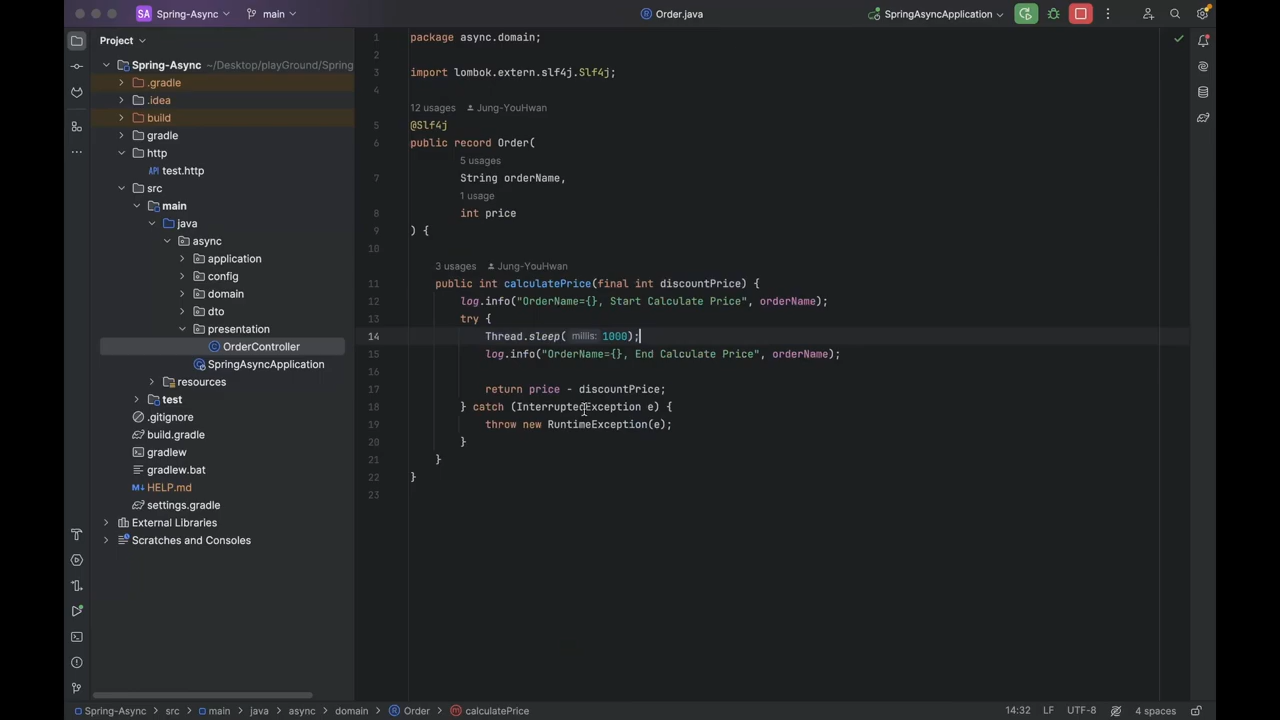 SA Spring-Async main Order.java SpringAsyncApplication
Project
Spring-Async ~/Desktop/playGround/Spring
.gradle
.idea
build
gradle
http
API test.http
src
main
java
async
application
config
domain
dto
presentation
OrderController
SpringAsyncApplication
resources
test
.gitignore
build.gradle
gradlew
gradlew.bat
M↓ HELP.md
settings.gradle
External Libraries
Scratches and Consoles
1 package async.domain;
2
3 import lombok.extern.slf4j.Slf4j;
4
12 usages Jung-YouHwan
5 @Slf4j
6 public record Order(
5 usages
7 String orderName,
1 usage
8 int price
9 ) {
10
3 usages Jung-YouHwan
11 public int calculatePrice(final int discountPrice) {
12 log.info("OrderName={}, Start Calculate Price", orderName);
13 try {
14 Thread.sleep( millis: 1000);
15 log.info("OrderName={}, End Calculate Price", orderName);
16
17 return price - discountPrice;
18 } catch (InterruptedException e) {
19 throw new RuntimeException(e);
20 }
21 }
22 }
23
Spring-Async src main java async domain Order calculatePrice 14:32 LF UTF-8 4 spaces